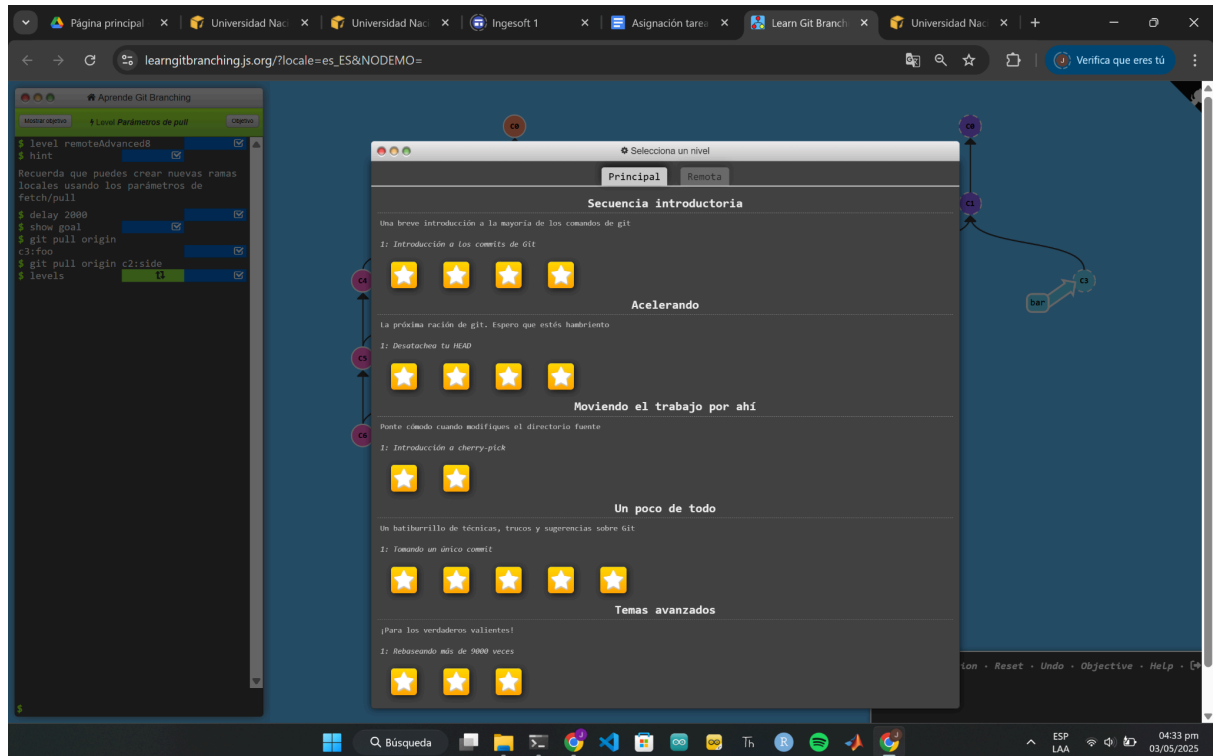 Página principal
Universidad Naci
Universidad Naci
Ingesoft 1
Asignación tarea
Learn Git Branchi
Universidad Naci
learngitbranching.js.org/?locale=es_ES&NODEMO=
Verifica que eres tú
Aprende Git Branching
Mostrar objetivo
Level Parámetros de pull
Objetivo
$ level remoteAdvanced8
$ hint
Recuerda que puedes crear nuevas ramas
locales usando los parámetros de
fetch/pull
$ delay 2000
$ show goal
$ git pull origin
c3:foo
$ git pull origin c2:side
$ levels
$
C0
C4
C5
C6
C0
C1
C3
bar
Selecciona un nivel
Principal
Remota
Secuencia introductoria
Una breve introducción a la mayoría de los comandos de git
1: Introducción a los commits de Git
Acelerando
La próxima ración de git. Espero que estés hambriento
1: Desatachea tu HEAD
Moviendo el trabajo por ahí
Ponte cómodo cuando modifiques el directorio fuente
1: Introducción a cherry-pick
Un poco de todo
Un batiburrillo de técnicas, trucos y sugerencias sobre Git
1: Tomando un único commit
Temas avanzados
¡Para los verdaderos valientes!
1: Rebaseando más de 9000 veces
ion · Reset · Undo · Objective · Help ·
Búsqueda
Th
R
ESP
LAA
04:33 pm
03/05/2025